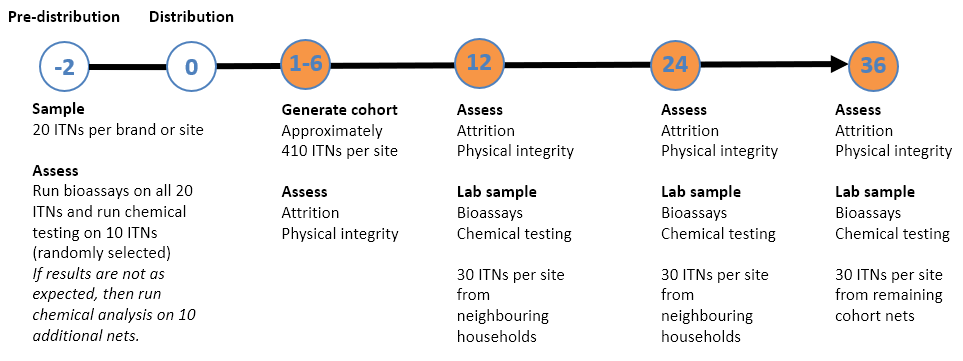 Pre-distribution
Distribution
-2
0
1-6
12
24
36
Sample
20 ITNs per brand or site
Assess
Run bioassays on all 20
ITNs and run chemical
testing on 10 ITNs
(randomly selected)
If results are not as
expected, then run
chemical analysis on 10
additional nets.
Generate cohort
Approximately
410 ITNs per site
Assess
Attrition
Physical integrity
Assess
Attrition
Physical integrity
Lab sample
Bioassays
Chemical testing
30 ITNs per site
from
neighbouring
households
Assess
Attrition
Physical integrity
Lab sample
Bioassays
Chemical testing
30 ITNs per site
from
neighbouring
households
Assess
Attrition
Physical integrity
Lab sample
Bioassays
Chemical testing
30 ITNs per site
from remaining
cohort nets